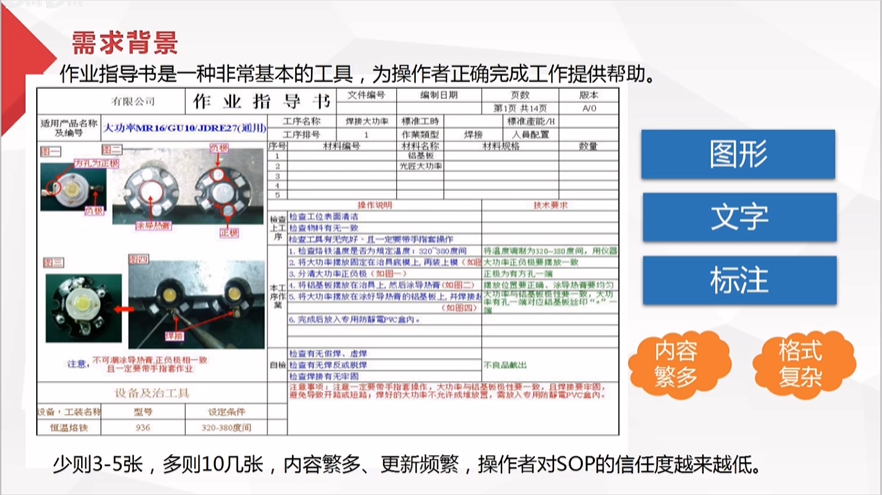 需求背景
作业指导书是一种非常基本的工具，为操作者正确完成工作提供帮助。
有限公司
作业指导书
文件编号 编制日期 页数 版本
第1页 共14页 A/0
适用产品名称及编号
大功率MR16/GU10/JDRE27(通用)
工序名称 焊接大功率 標准工時 標准產能/H
工序排号 1 作業類型 焊接 人員配置
序号 材料编号 材料名称 材料规格 数量
1 铝基板
2 光匠大功率
3
4
5
图一
方孔为正极
负极
图二
负极
涂导热膏
正极
图三
图四
焊接
注意：不可潮涂导热膏,正负极相一致
且一定要带手指套作业
设备及治工具
设备，工装名称 型号 设定条件
恒温烙铁 936 320-380度间
操作说明 技术要求
檢查上工序
检查工位表面清洁
检查物料有无一致
检查工具有无完好、且一定要带手指套操作
本工序作業
1. 检查烙铁温度是否为规定温度：320~380度间 将温度调制为320~380度间，用仪器
2. 将大功率摆放固定在治具底模上,再装上模（如图 大功率正负极要摆放一致
3. 分清大功率正负极（如图一） 正极为有方孔一端
4. 将铝基板放在治具上,然后涂导热膏（如图二） 摆放位置要正确、涂导热膏要均匀
5. 将大功率摆放在涂好导热膏的铝基板上,并焊接起 大功率与铝基板极性要一致，大功
（如图四） 率有孔一端对应铝基板丝印“+”一端
6. 完成后放入专用防靜電PVC盒内。
自檢
检查有无假焊、虚焊
检查有无焊反或脱焊 不良品截出
检查焊接有无牢固
注意事项：注意一定要带手指套操作，大功率与铝基板极性要一致，且焊接要牢固，
避免导致开路或短路；焊好的大功率不允许成堆放置，需放入专用防靜電PVC盒内。
图形
文字
标注
内容
繁多
格式
复杂
少则3-5张，多则10几张，内容繁多、更新频繁，操作者对SOP的信任度越来越低。